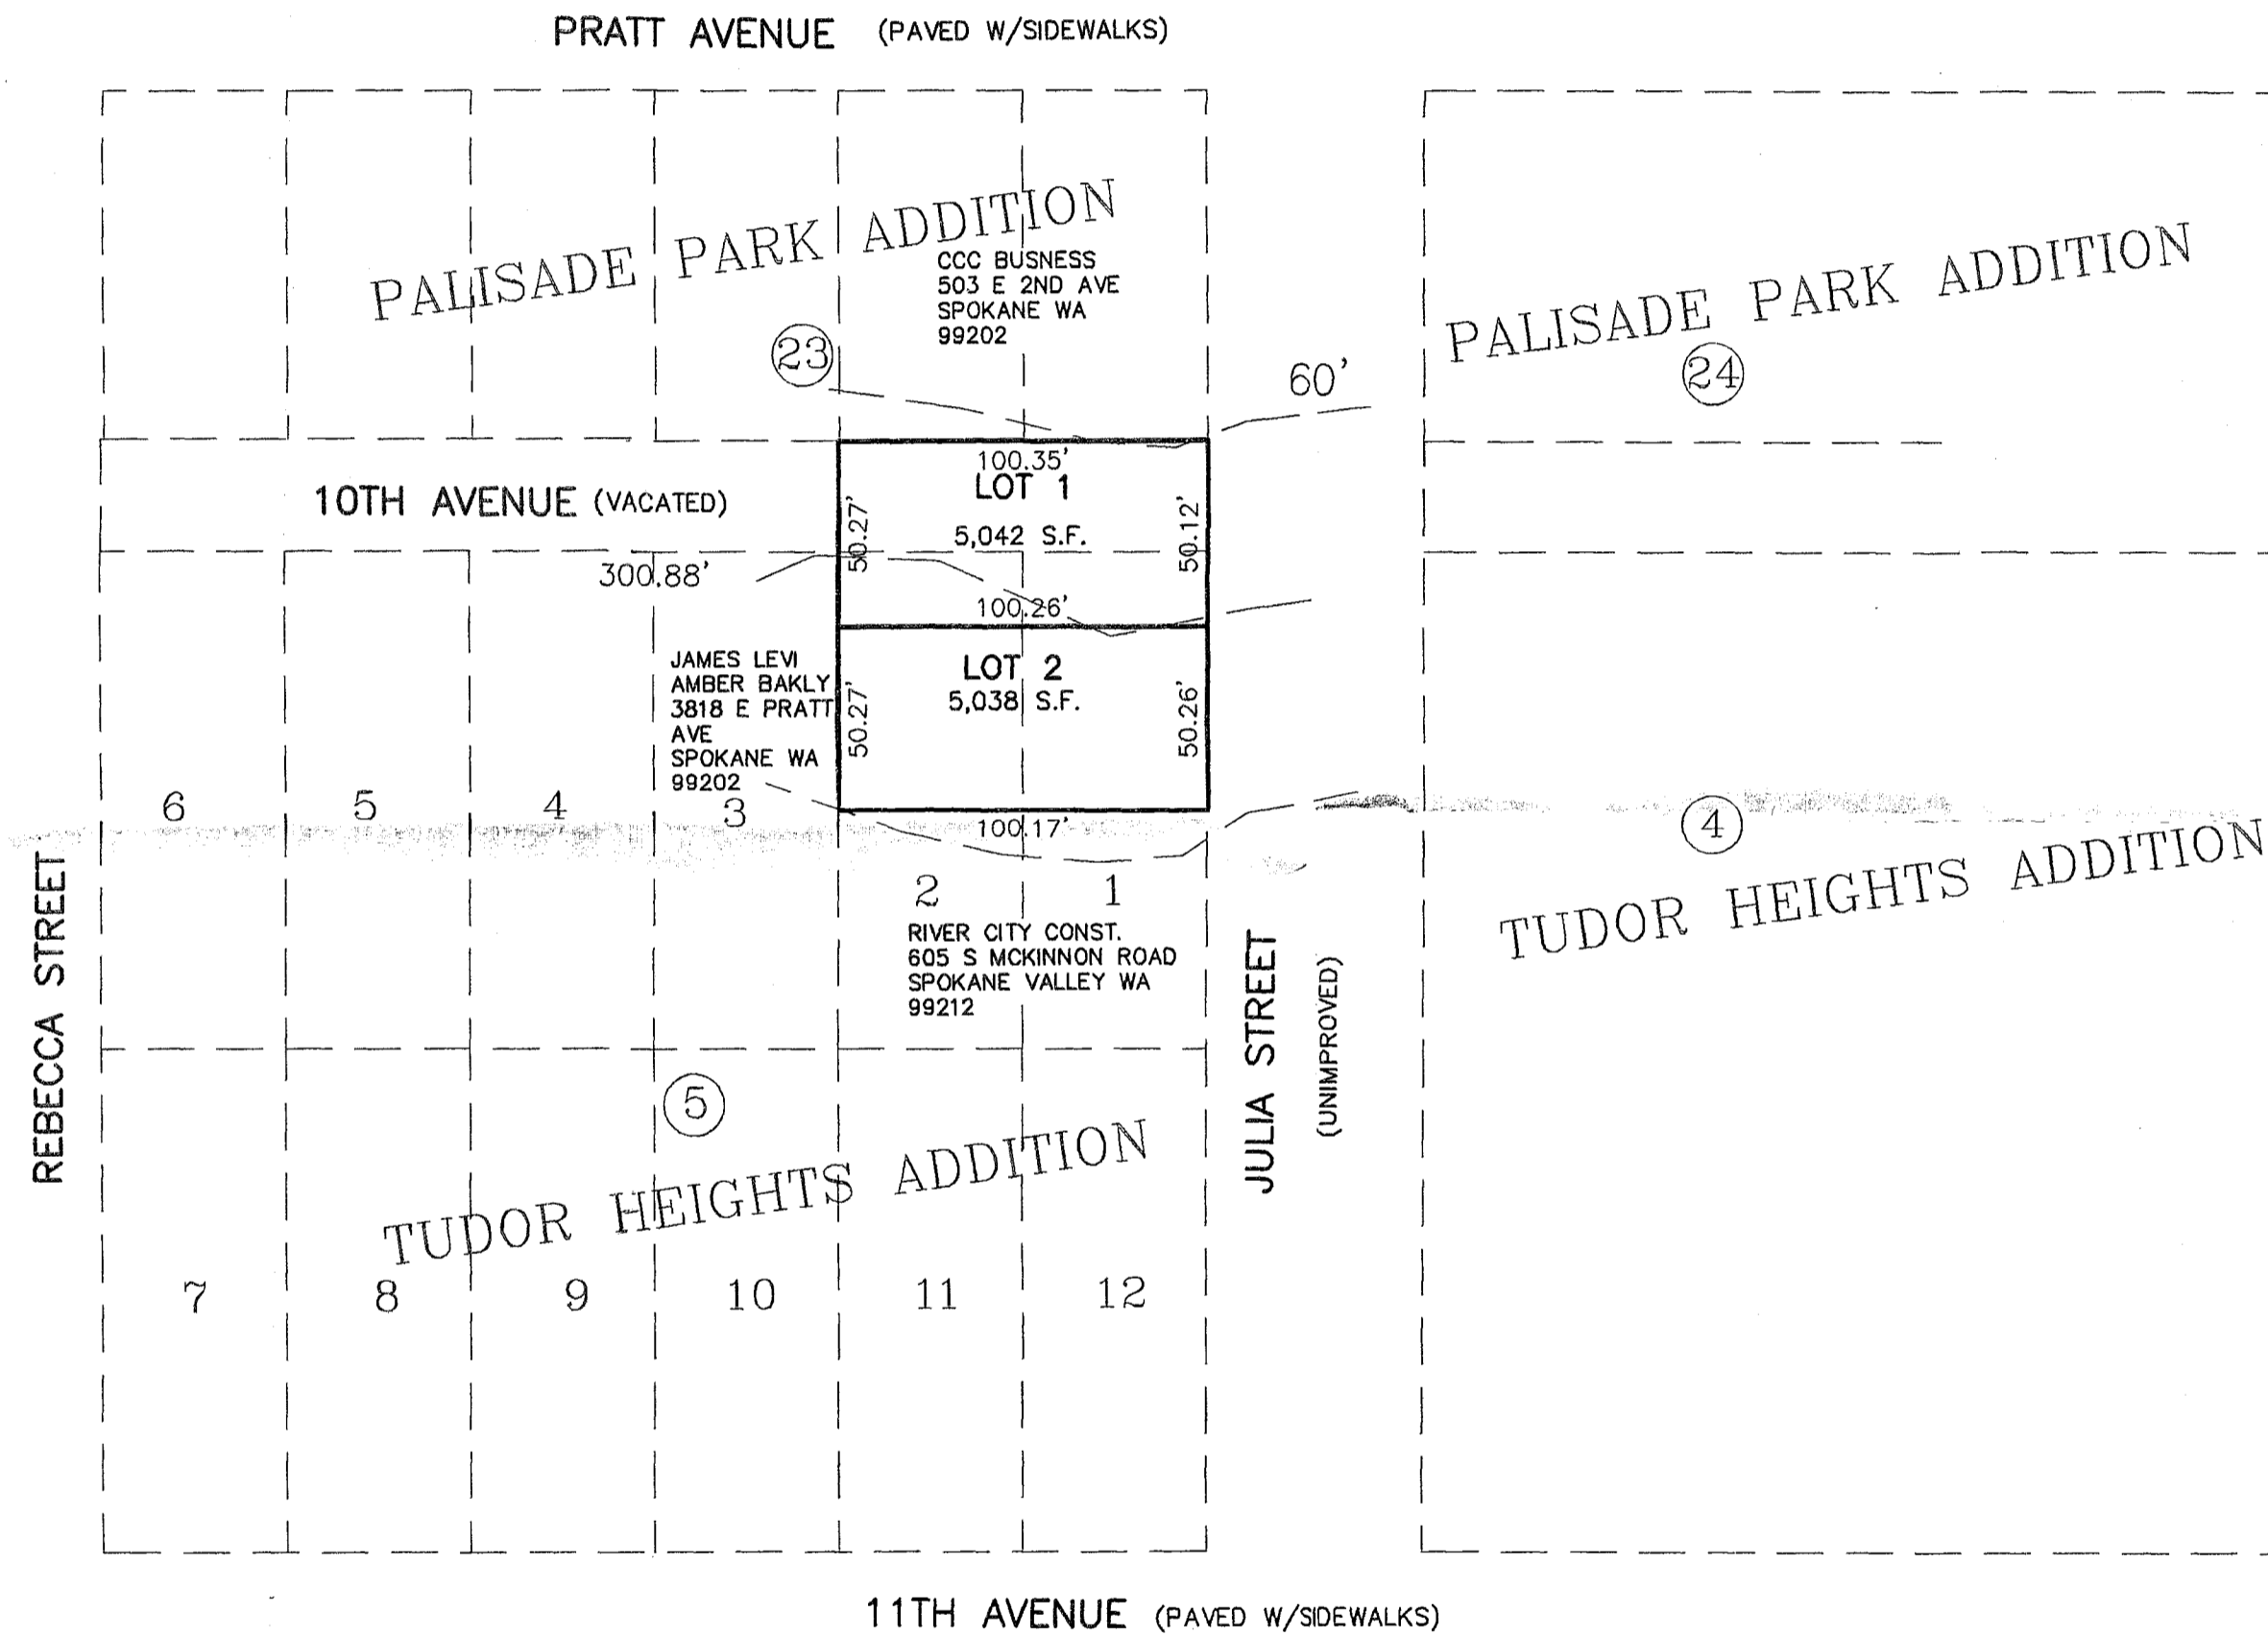 PRATT AVENUE (PAVED W/SIDEWALKS)
PALISADE PARK ADDITION
CCC BUSNESS
503 E 2ND AVE
SPOKANE WA
99202
23
60'
PALISADE PARK ADDITION
24
10TH AVENUE (VACATED)
100.35'
LOT 1
50.27'
5,042 S.F.
50.12'
300.88'
100.26'
JAMES LEVI
AMBER BAKLY
3818 E PRATT
AVE
SPOKANE WA
99202
LOT 2
50.27'
5,038 S.F.
50.26'
100.17'
6 5 4 3
2 1
RIVER CITY CONST.
605 S MCKINNON ROAD
SPOKANE VALLEY WA
99212
4
TUDOR HEIGHTS ADDITION
REBECCA STREET
JULIA STREET
(UNIMPROVED)
5
TUDOR HEIGHTS ADDITION
7 8 9 10 11 12
11TH AVENUE (PAVED W/SIDEWALKS)